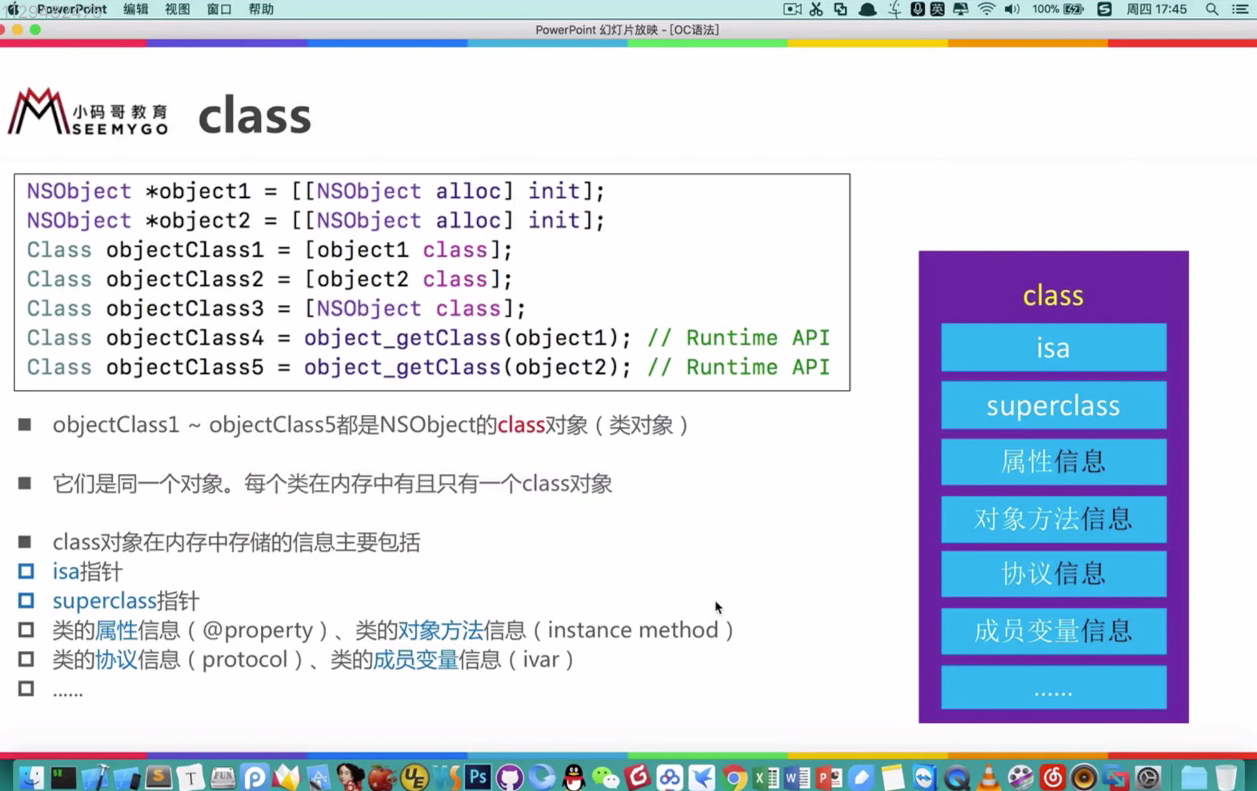 PowerPoint 编辑 视图 窗口 帮助
英 100% 周四 17:45
PowerPoint 幻灯片放映 - [OC语法]
小码哥教育
SEEMYGO
class
NSObject *object1 = [[NSObject alloc] init];
NSObject *object2 = [[NSObject alloc] init];
Class objectClass1 = [object1 class];
Class objectClass2 = [object2 class];
Class objectClass3 = [NSObject class];
Class objectClass4 = object_getClass(object1); // Runtime API
Class objectClass5 = object_getClass(object2); // Runtime API
objectClass1 ~ objectClass5都是NSObject的class对象（类对象）
它们是同一个对象。每个类在内存中有且只有一个class对象
class对象在内存中存储的信息主要包括
isa指针
superclass指针
类的属性信息（@property）、类的对象方法信息（instance method）
类的协议信息（protocol）、类的成员变量信息（ivar）
......
class
isa
superclass
属性信息
对象方法信息
协议信息
成员变量信息
......